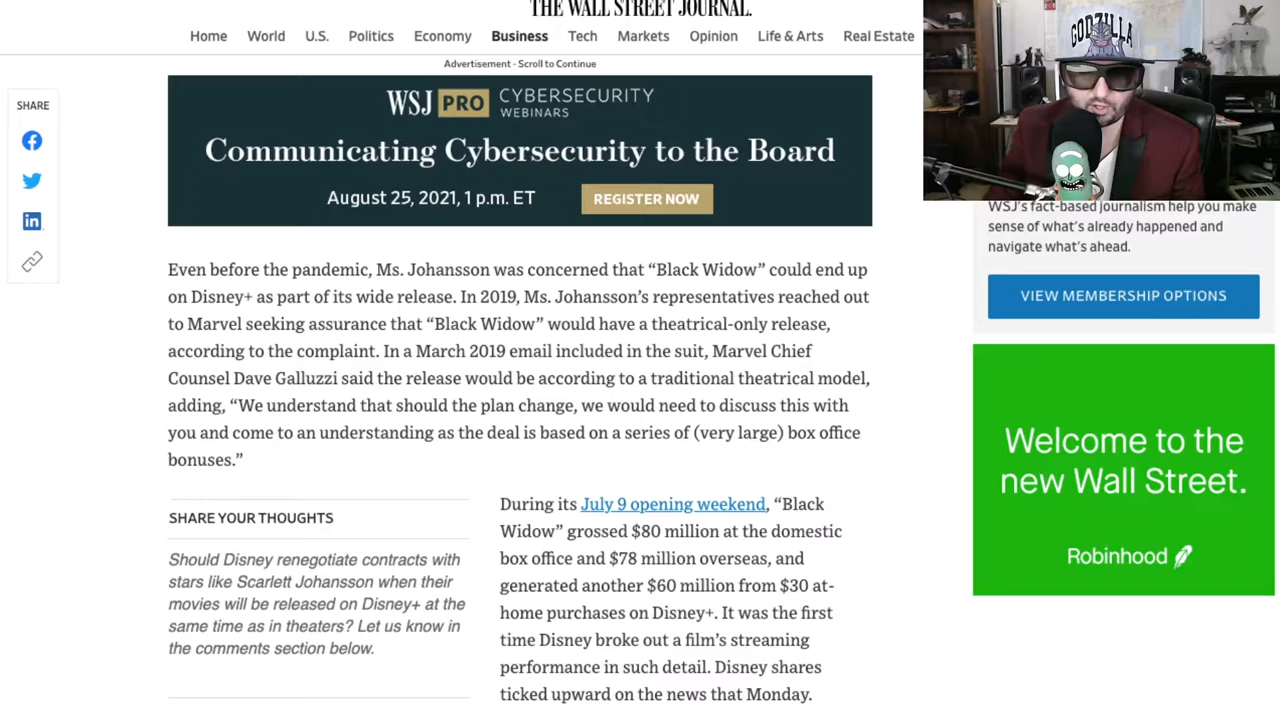 THE WALL STREET JOURNAL.
Home World U.S. Politics Economy Business Tech Markets Opinion Life & Arts Real Estate
Advertisement - Scroll to Continue
SHARE
WSJ PRO CYBERSECURITY
WEBINARS
Communicating Cybersecurity to the Board
August 25, 2021, 1 p.m. ET REGISTER NOW
GODZILLA
WSJ's fact-based journalism help you make
sense of what's already happened and
navigate what's ahead.
VIEW MEMBERSHIP OPTIONS
Even before the pandemic, Ms. Johansson was concerned that “Black Widow” could end up
on Disney+ as part of its wide release. In 2019, Ms. Johansson’s representatives reached out
to Marvel seeking assurance that “Black Widow” would have a theatrical-only release,
according to the complaint. In a March 2019 email included in the suit, Marvel Chief
Counsel Dave Galluzzi said the release would be according to a traditional theatrical model,
adding, “We understand that should the plan change, we would need to discuss this with
you and come to an understanding as the deal is based on a series of (very large) box office
bonuses.”
Welcome to the
new Wall Street.
Robinhood
SHARE YOUR THOUGHTS
Should Disney renegotiate contracts with
stars like Scarlett Johansson when their
movies will be released on Disney+ at the
same time as in theaters? Let us know in
the comments section below.
During its July 9 opening weekend, “Black
Widow” grossed $80 million at the domestic
box office and $78 million overseas, and
generated another $60 million from $30 at-
home purchases on Disney+. It was the first
time Disney broke out a film’s streaming
performance in such detail. Disney shares
ticked upward on the news that Monday.